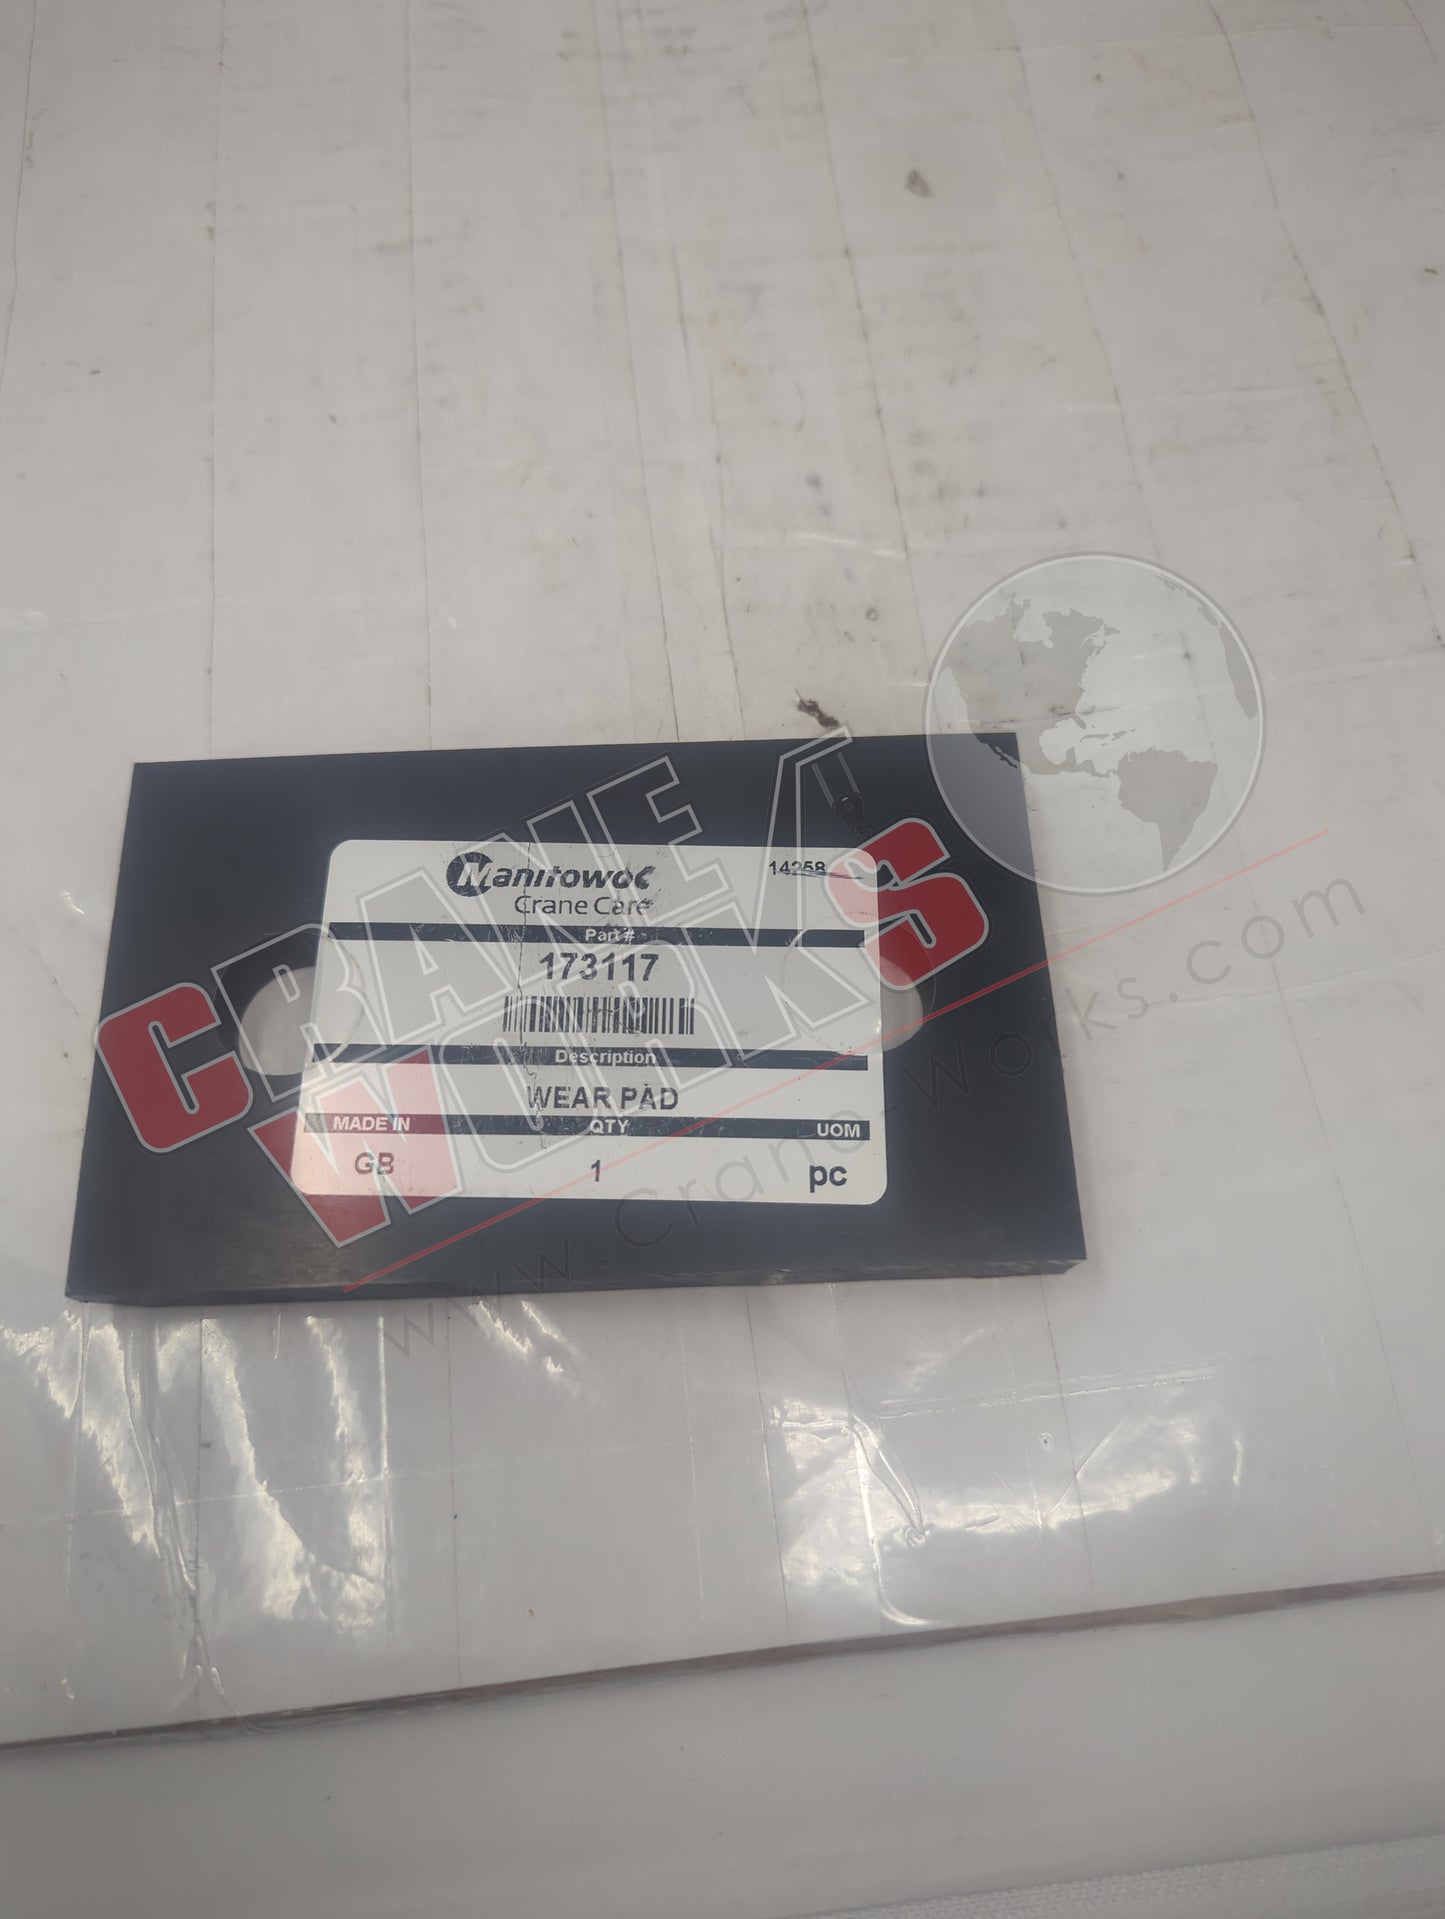 Manitowoc
14258
Crane Care
Part #
173117
Description
WEAR PAD
MADE IN QTY UOM
GB 1 pc
CRANE
WORKS
www.Crane-Works.com